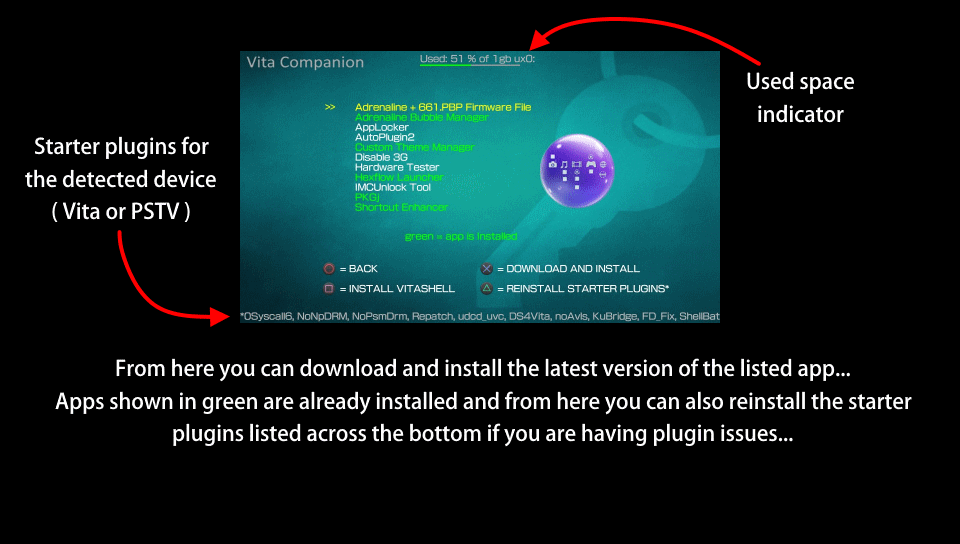 Vita Companion
Used: 51 % of 1gb ux0:
Used space
indicator
Starter plugins for
the detected device
( Vita or PSTV )
>> Adrenaline + 661.PBP Firmware File
Adrenaline Bubble Manager
AppLocker
AutoPlugin2
Custom Theme Manager
Disable 3G
Hardware Tester
Hexflow Launcher
IMCUnlock Tool
PKGj
Shortcut Enhancer
green = app is installed
= BACK
= DOWNLOAD AND INSTALL
= INSTALL VITASHELL
= REINSTALL STARTER PLUGINS*
*0Syscall6, NoNpDRM, NoPsmDrm, Repatch, udcd_uvc, DS4Vita, noAvls, KuBridge, FD_Fix, ShellBat
From here you can download and install the latest version of the listed app...
Apps shown in green are already installed and from here you can also reinstall the starter
plugins listed across the bottom if you are having plugin issues...